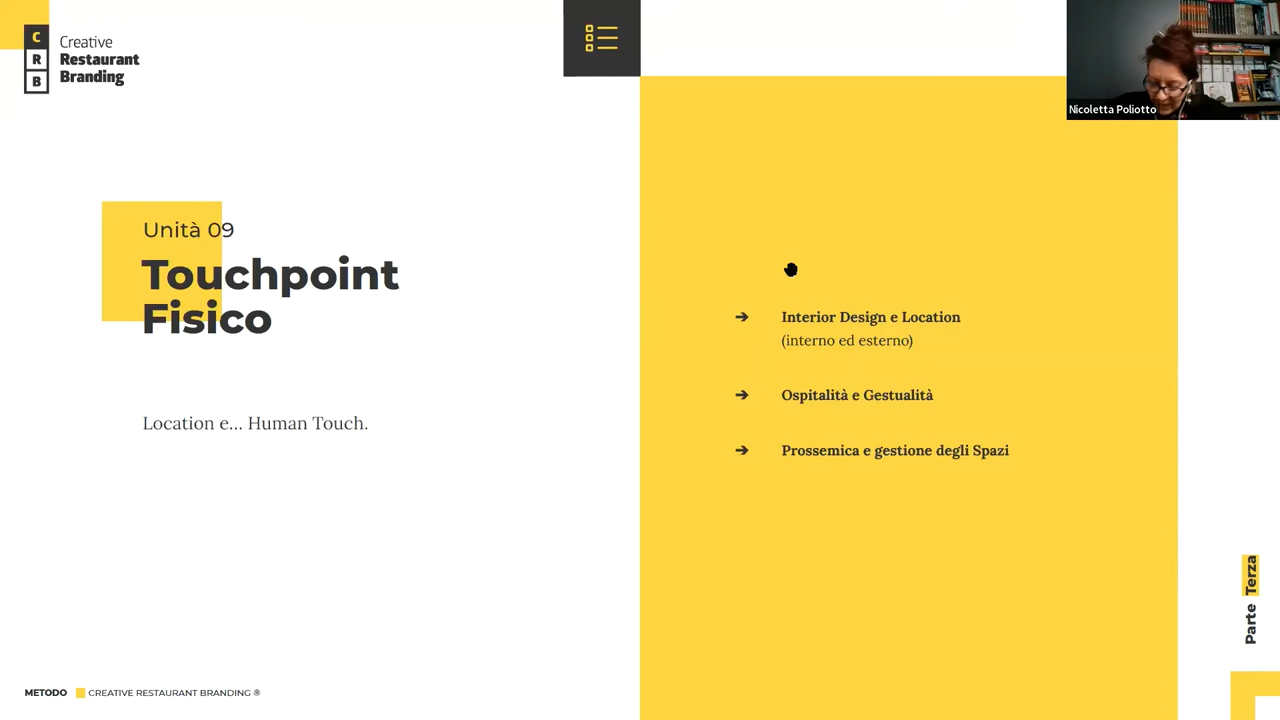 C
R
B
Creative
Restaurant
Branding
Nicoletta Poliotto
Unità 09
Touchpoint
Fisico
Location e... Human Touch.
Interior Design e Location
(interno ed esterno)
Ospitalità e Gestualità
Prossemica e gestione degli Spazi
Parte Terza
METODO CREATIVE RESTAURANT BRANDING ®